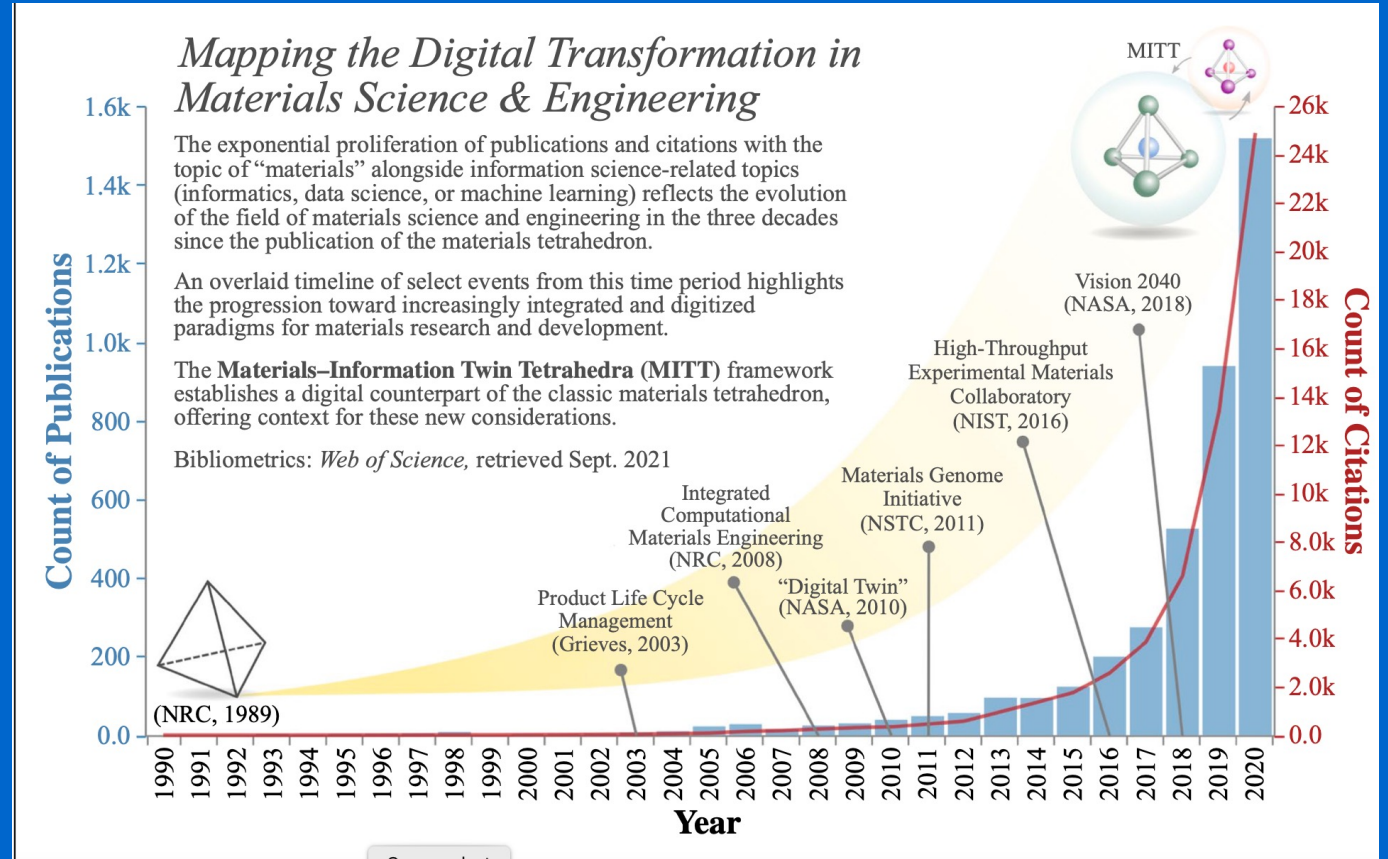 Mapping the Digital Transformation in
Materials Science & Engineering
The exponential proliferation of publications and citations with the
topic of “materials” alongside information science-related topics
(informatics, data science, or machine learning) reflects the evolution
of the field of materials science and engineering in the three decades
since the publication of the materials tetrahedron.
An overlaid timeline of select events from this time period highlights
the progression toward increasingly integrated and digitized
paradigms for materials research and development.
The Materials–Information Twin Tetrahedra (MITT) framework
establishes a digital counterpart of the classic materials tetrahedron,
offering context for these new considerations.
Bibliometrics: Web of Science, retrieved Sept. 2021
MITT
Count of Publications
1.6k
1.4k
1.2k
1.0k
800
600
400
200
0.0
(NRC, 1989)
Product Life Cycle
Management
(Grieves, 2003)
Integrated
Computational
Materials Engineering
(NRC, 2008)
“Digital Twin”
(NASA, 2010)
Materials Genome
Initiative
(NSTC, 2011)
High-Throughput
Experimental Materials
Collaboratory
(NIST, 2016)
Vision 2040
(NASA, 2018)
26k
24k
22k
20k
18k
16k
14k
12k
10k
8.0k
6.0k
4.0k
2.0k
0.0
Count of Citations
1990
1991
1992
1993
1994
1995
1996
1997
1998
1999
2000
2001
2002
2003
2004
2005
2006
2007
2008
2009
2010
2011
2012
2013
2014
2015
2016
2017
2018
2019
2020
Year